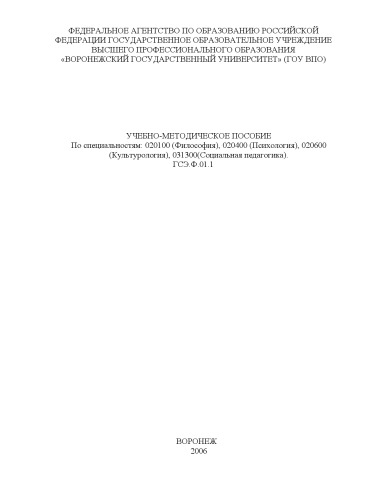 ФЕДЕРАЛЬНОЕ АГЕНТСТВО ПО ОБРАЗОВАНИЮ РОССИЙСКОЙ
ФЕДЕРАЦИИ ГОСУДАРСТВЕННОЕ ОБРАЗОВАТЕЛЬНОЕ УЧРЕЖДЕНИЕ
ВЫСШЕГО ПРОФЕССИОНАЛЬНОГО ОБРАЗОВАНИЯ
«ВОРОНЕЖСКИЙ ГОСУДАРСТВЕННЫЙ УНИВЕРСИТЕТ» (ГОУ ВПО)
УЧЕБНО-МЕТОДИЧЕСКОЕ ПОСОБИЕ
По специальностям: 020100 (Философия), 020400 (Психология), 020600
(Культурология), 031300(Социальная педагогика).
ГСЭ.Ф.01.1
ВОРОНЕЖ
2006